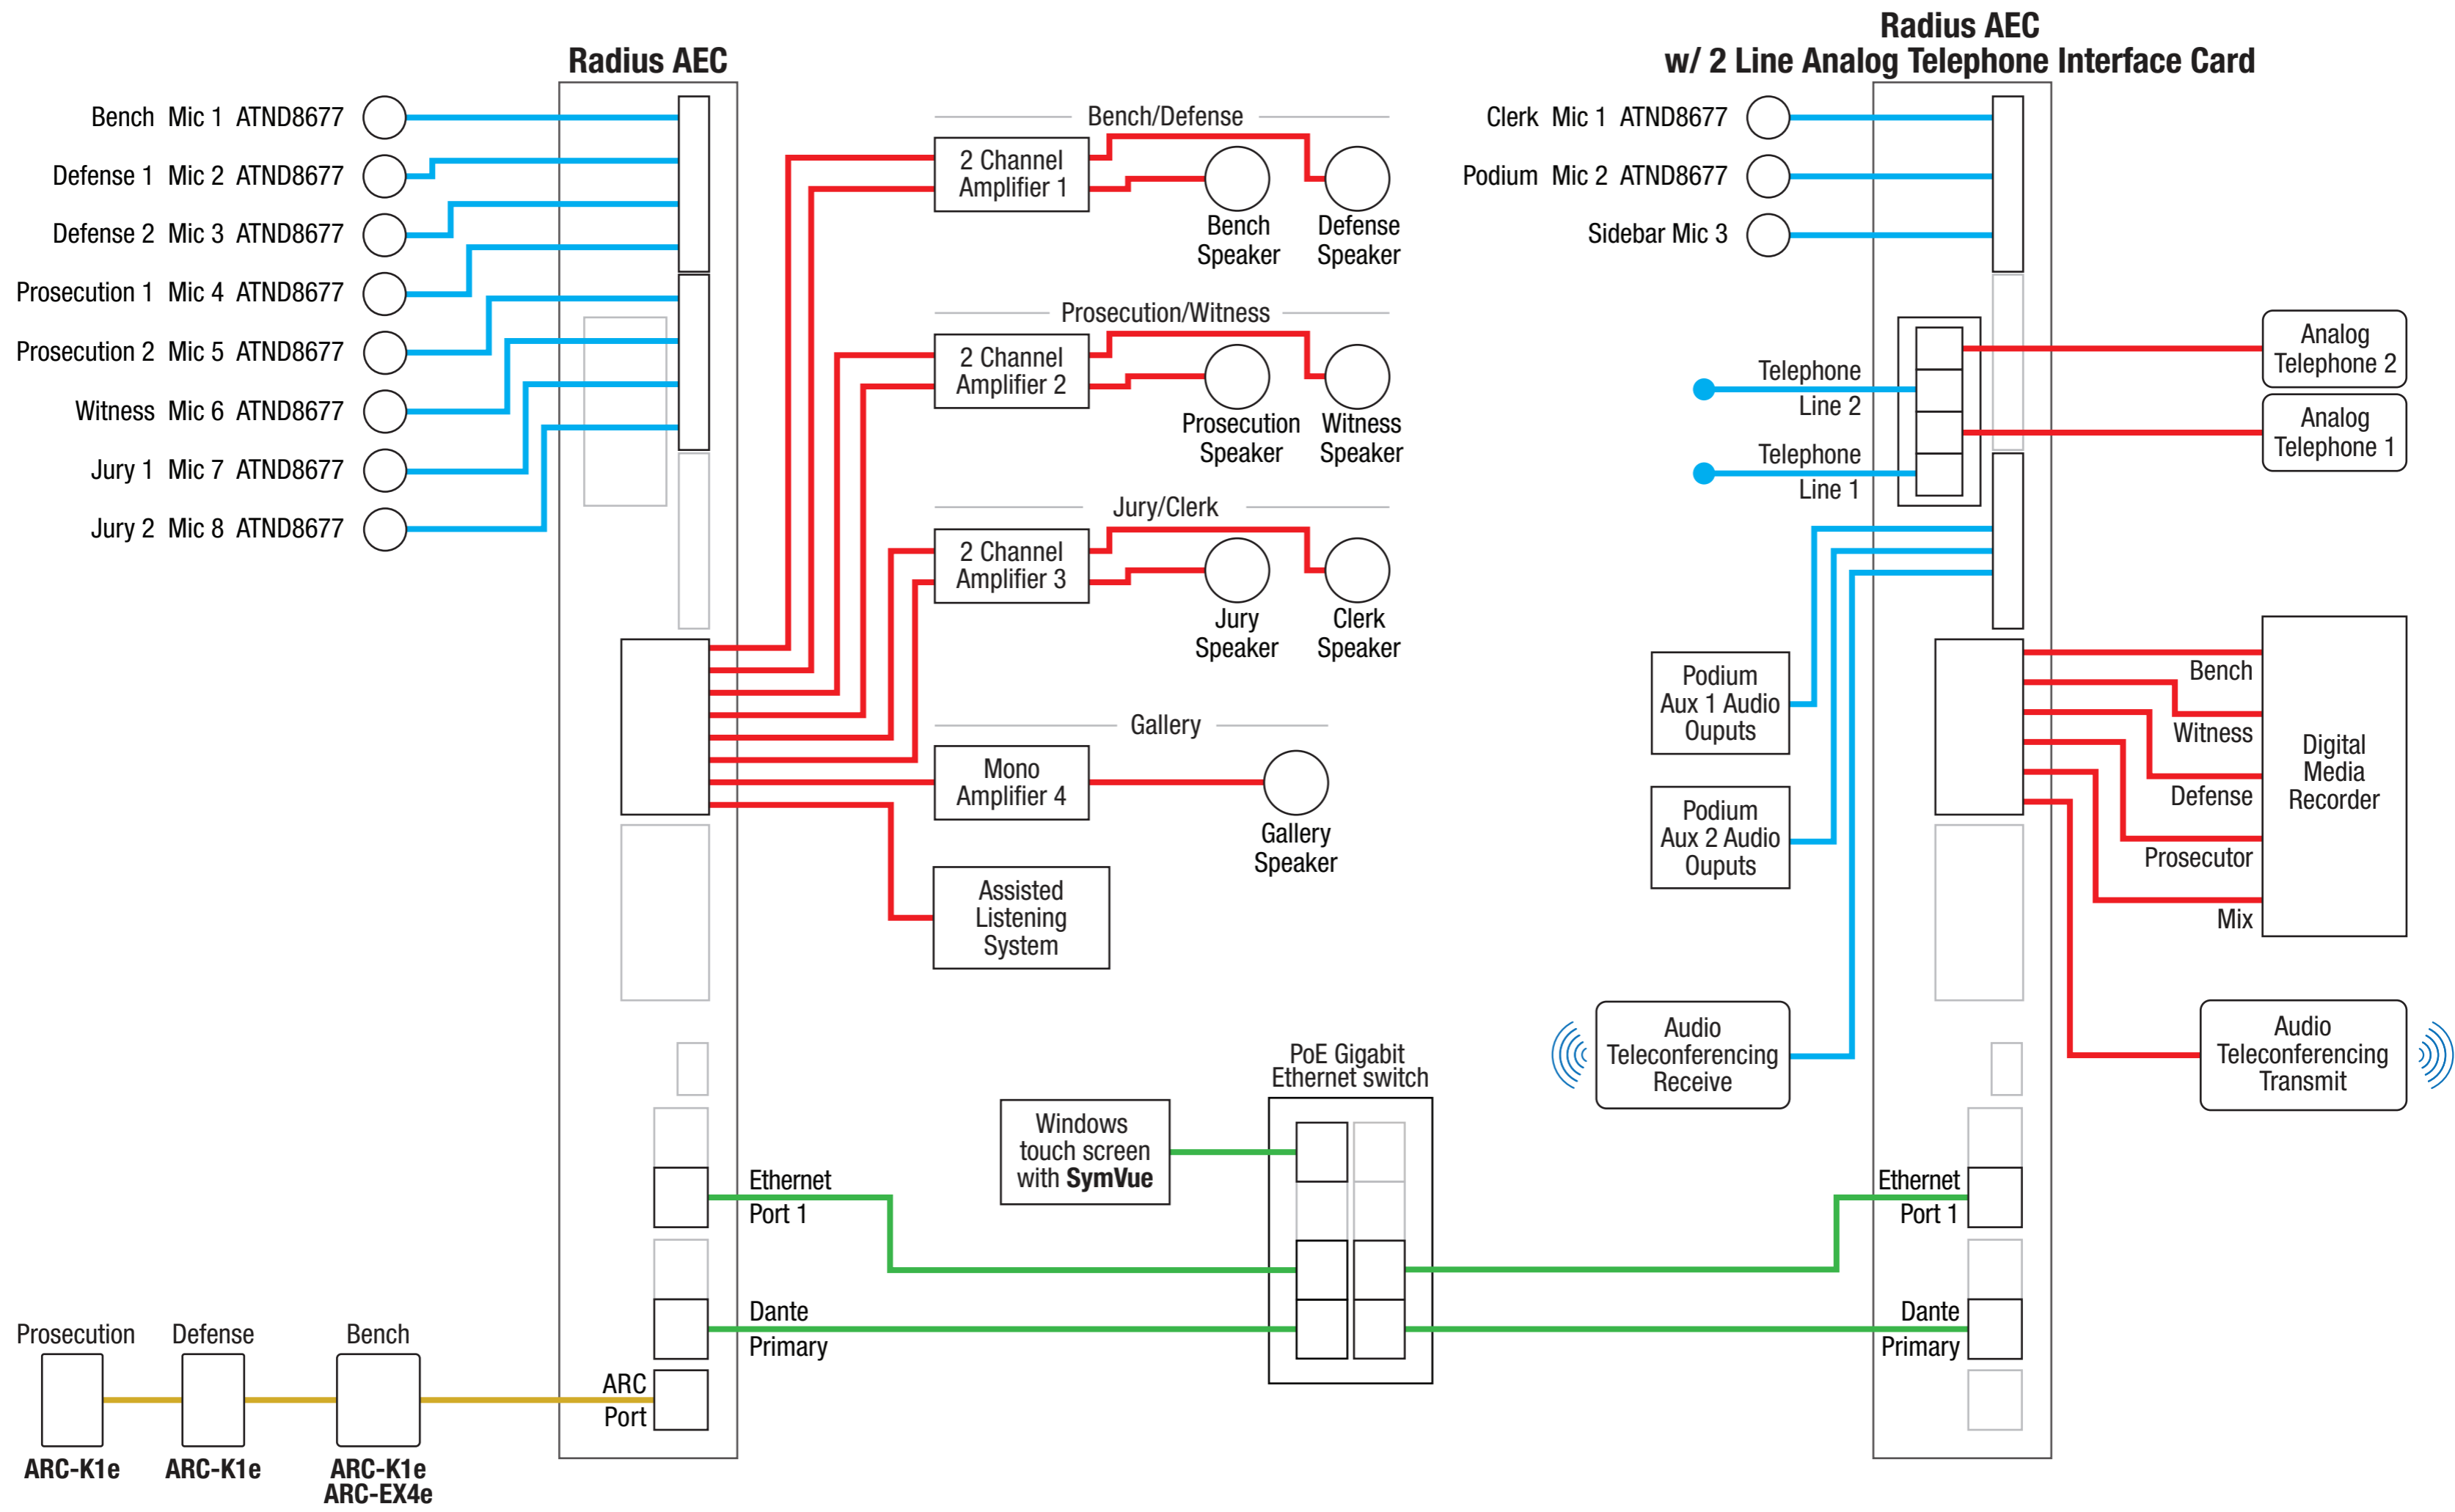 Radius AEC
Bench Mic 1 ATND8677
Defense 1 Mic 2 ATND8677
Defense 2 Mic 3 ATND8677
Prosecution 1 Mic 4 ATND8677
Prosecution 2 Mic 5 ATND8677
Witness Mic 6 ATND8677
Jury 1 Mic 7 ATND8677
Jury 2 Mic 8 ATND8677
Bench/Defense
2 Channel
Amplifier 1
Bench
Speaker
Defense
Speaker
Prosecution/Witness
2 Channel
Amplifier 2
Prosecution
Speaker
Witness
Speaker
Jury/Clerk
2 Channel
Amplifier 3
Jury
Speaker
Clerk
Speaker
Gallery
Mono
Amplifier 4
Gallery
Speaker
Assisted
Listening
System
Ethernet
Port 1
Dante
Primary
ARC
Port
Prosecution
ARC-K1e
Defense
ARC-K1e
Bench
ARC-K1e
ARC-EX4e
Windows
touch screen
with SymVue
PoE Gigabit
Ethernet switch
Radius AEC
w/ 2 Line Analog Telephone Interface Card
Clerk Mic 1 ATND8677
Podium Mic 2 ATND8677
Sidebar Mic 3
Telephone
Line 2
Telephone
Line 1
Analog
Telephone 2
Analog
Telephone 1
Podium
Aux 1 Audio
Ouputs
Podium
Aux 2 Audio
Ouputs
Audio
Teleconferencing
Receive
Bench
Witness
Defense
Prosecutor
Mix
Digital
Media
Recorder
Audio
Teleconferencing
Transmit
Ethernet
Port 1
Dante
Primary